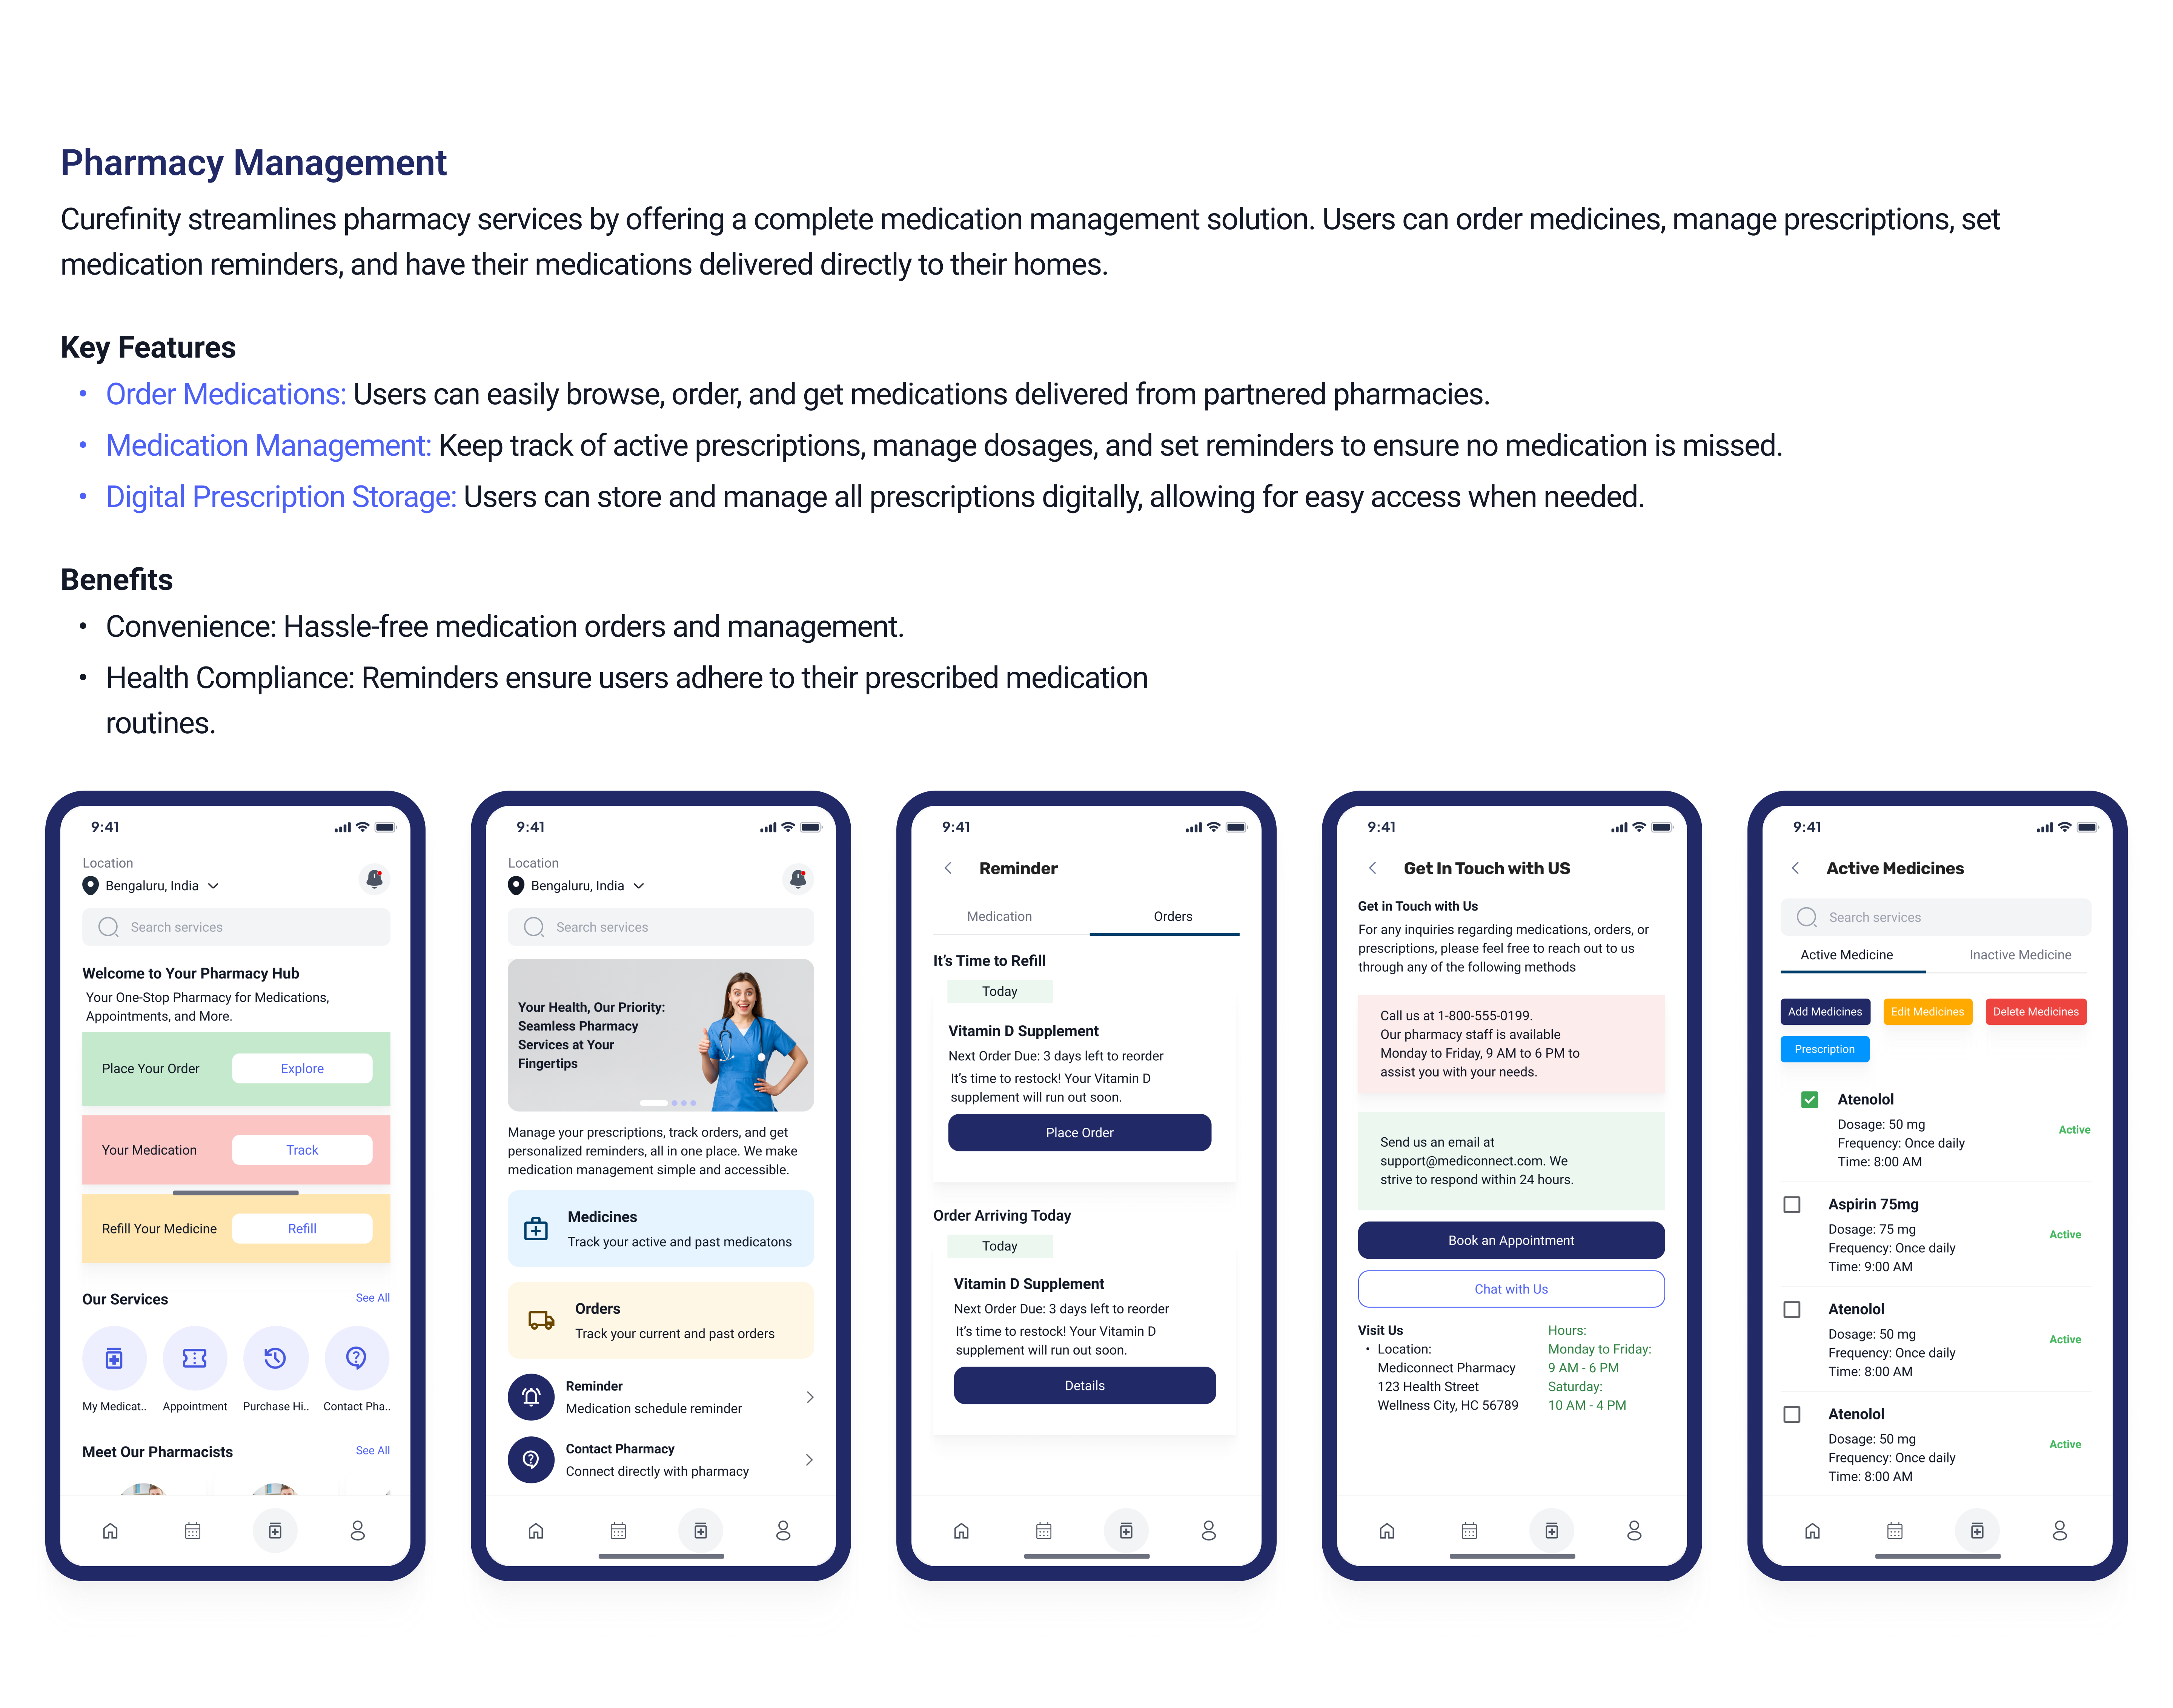 Pharmacy Management
Curefinity streamlines pharmacy services by offering a complete medication management solution. Users can order medicines, manage prescriptions, set
medication reminders, and have their medications delivered directly to their homes.
Key Features
• Order Medications: Users can easily browse, order, and get medications delivered from partnered pharmacies.
• Medication Management: Keep track of active prescriptions, manage dosages, and set reminders to ensure no medication is missed.
• Digital Prescription Storage: Users can store and manage all prescriptions digitally, allowing for easy access when needed.
Benefits
• Convenience: Hassle-free medication orders and management.
• Health Compliance: Reminders ensure users adhere to their prescribed medication
routines.
9:41
Location
Bengaluru, India
Search services
Welcome to Your Pharmacy Hub
Your One-Stop Pharmacy for Medications,
Appointments, and More.
Place Your Order
Explore
Your Medication
Track
Refill Your Medicine
Refill
Our Services
See All
My Medicat..
Appointment
Purchase Hi..
Contact Pha..
Meet Our Pharmacists
See All
9:41
Location
Bengaluru, India
Search services
Your Health, Our Priority:
Seamless Pharmacy
Services at Your
Fingertips
Manage your prescriptions, track orders, and get
personalized reminders, all in one place. We make
medication management simple and accessible.
Medicines
Track your active and past medicatons
Orders
Track your current and past orders
Reminder
Medication schedule reminder
Contact Pharmacy
Connect directly with pharmacy
9:41
Reminder
Medication
Orders
It's Time to Refill
Today
Vitamin D Supplement
Next Order Due: 3 days left to reorder
It's time to restock! Your Vitamin D
supplement will run out soon.
Place Order
Order Arriving Today
Today
Vitamin D Supplement
Next Order Due: 3 days left to reorder
It's time to restock! Your Vitamin D
supplement will run out soon.
Details
9:41
Get In Touch with US
Get in Touch with Us
For any inquiries regarding medications, orders, or
prescriptions, please feel free to reach out to us
through any of the following methods
Call us at 1-800-555-0199.
Our pharmacy staff is available
Monday to Friday, 9 AM to 6 PM to
assist you with your needs.
Send us an email at
support@mediconnect.com. We
strive to respond within 24 hours.
Book an Appointment
Chat with Us
Visit Us
• Location:
Mediconnect Pharmacy
123 Health Street
Wellness City, HC 56789
Hours:
Monday to Friday:
9 AM - 6 PM
Saturday:
10 AM - 4 PM
9:41
Active Medicines
Search services
Active Medicine
Inactive Medicine
Add Medicines
Edit Medicines
Delete Medicines
Prescription
Atenolol
Dosage: 50 mg
Frequency: Once daily
Time: 8:00 AM
Active
Aspirin 75mg
Dosage: 75 mg
Frequency: Once daily
Time: 9:00 AM
Active
Atenolol
Dosage: 50 mg
Frequency: Once daily
Time: 8:00 AM
Active
Atenolol
Dosage: 50 mg
Frequency: Once daily
Time: 8:00 AM
Active